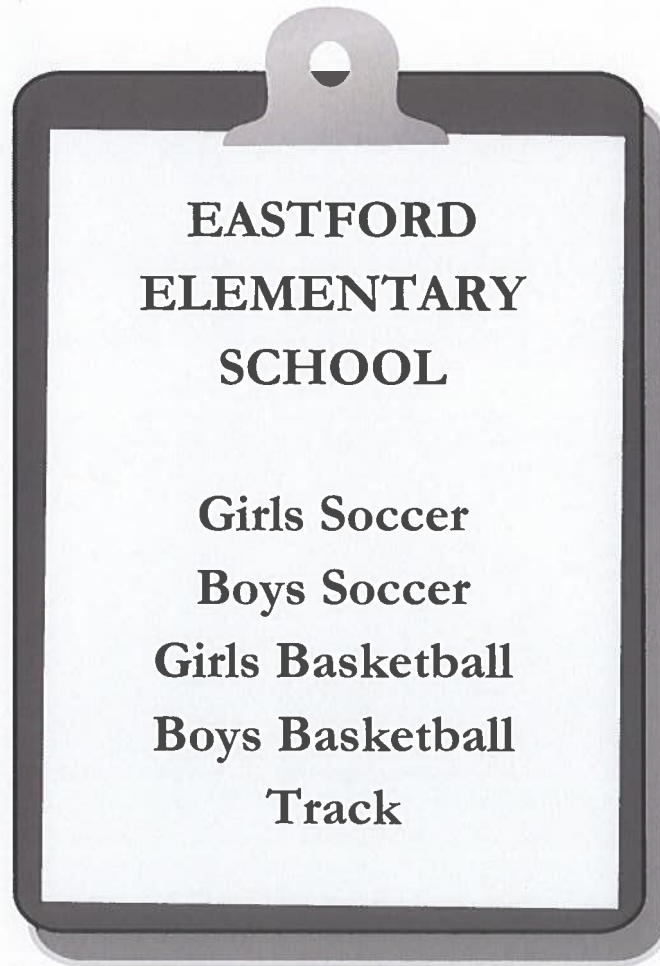 EASTFORD
ELEMENTARY
SCHOOL
Girls Soccer
Boys Soccer
Girls Basketball
Boys Basketball
Track